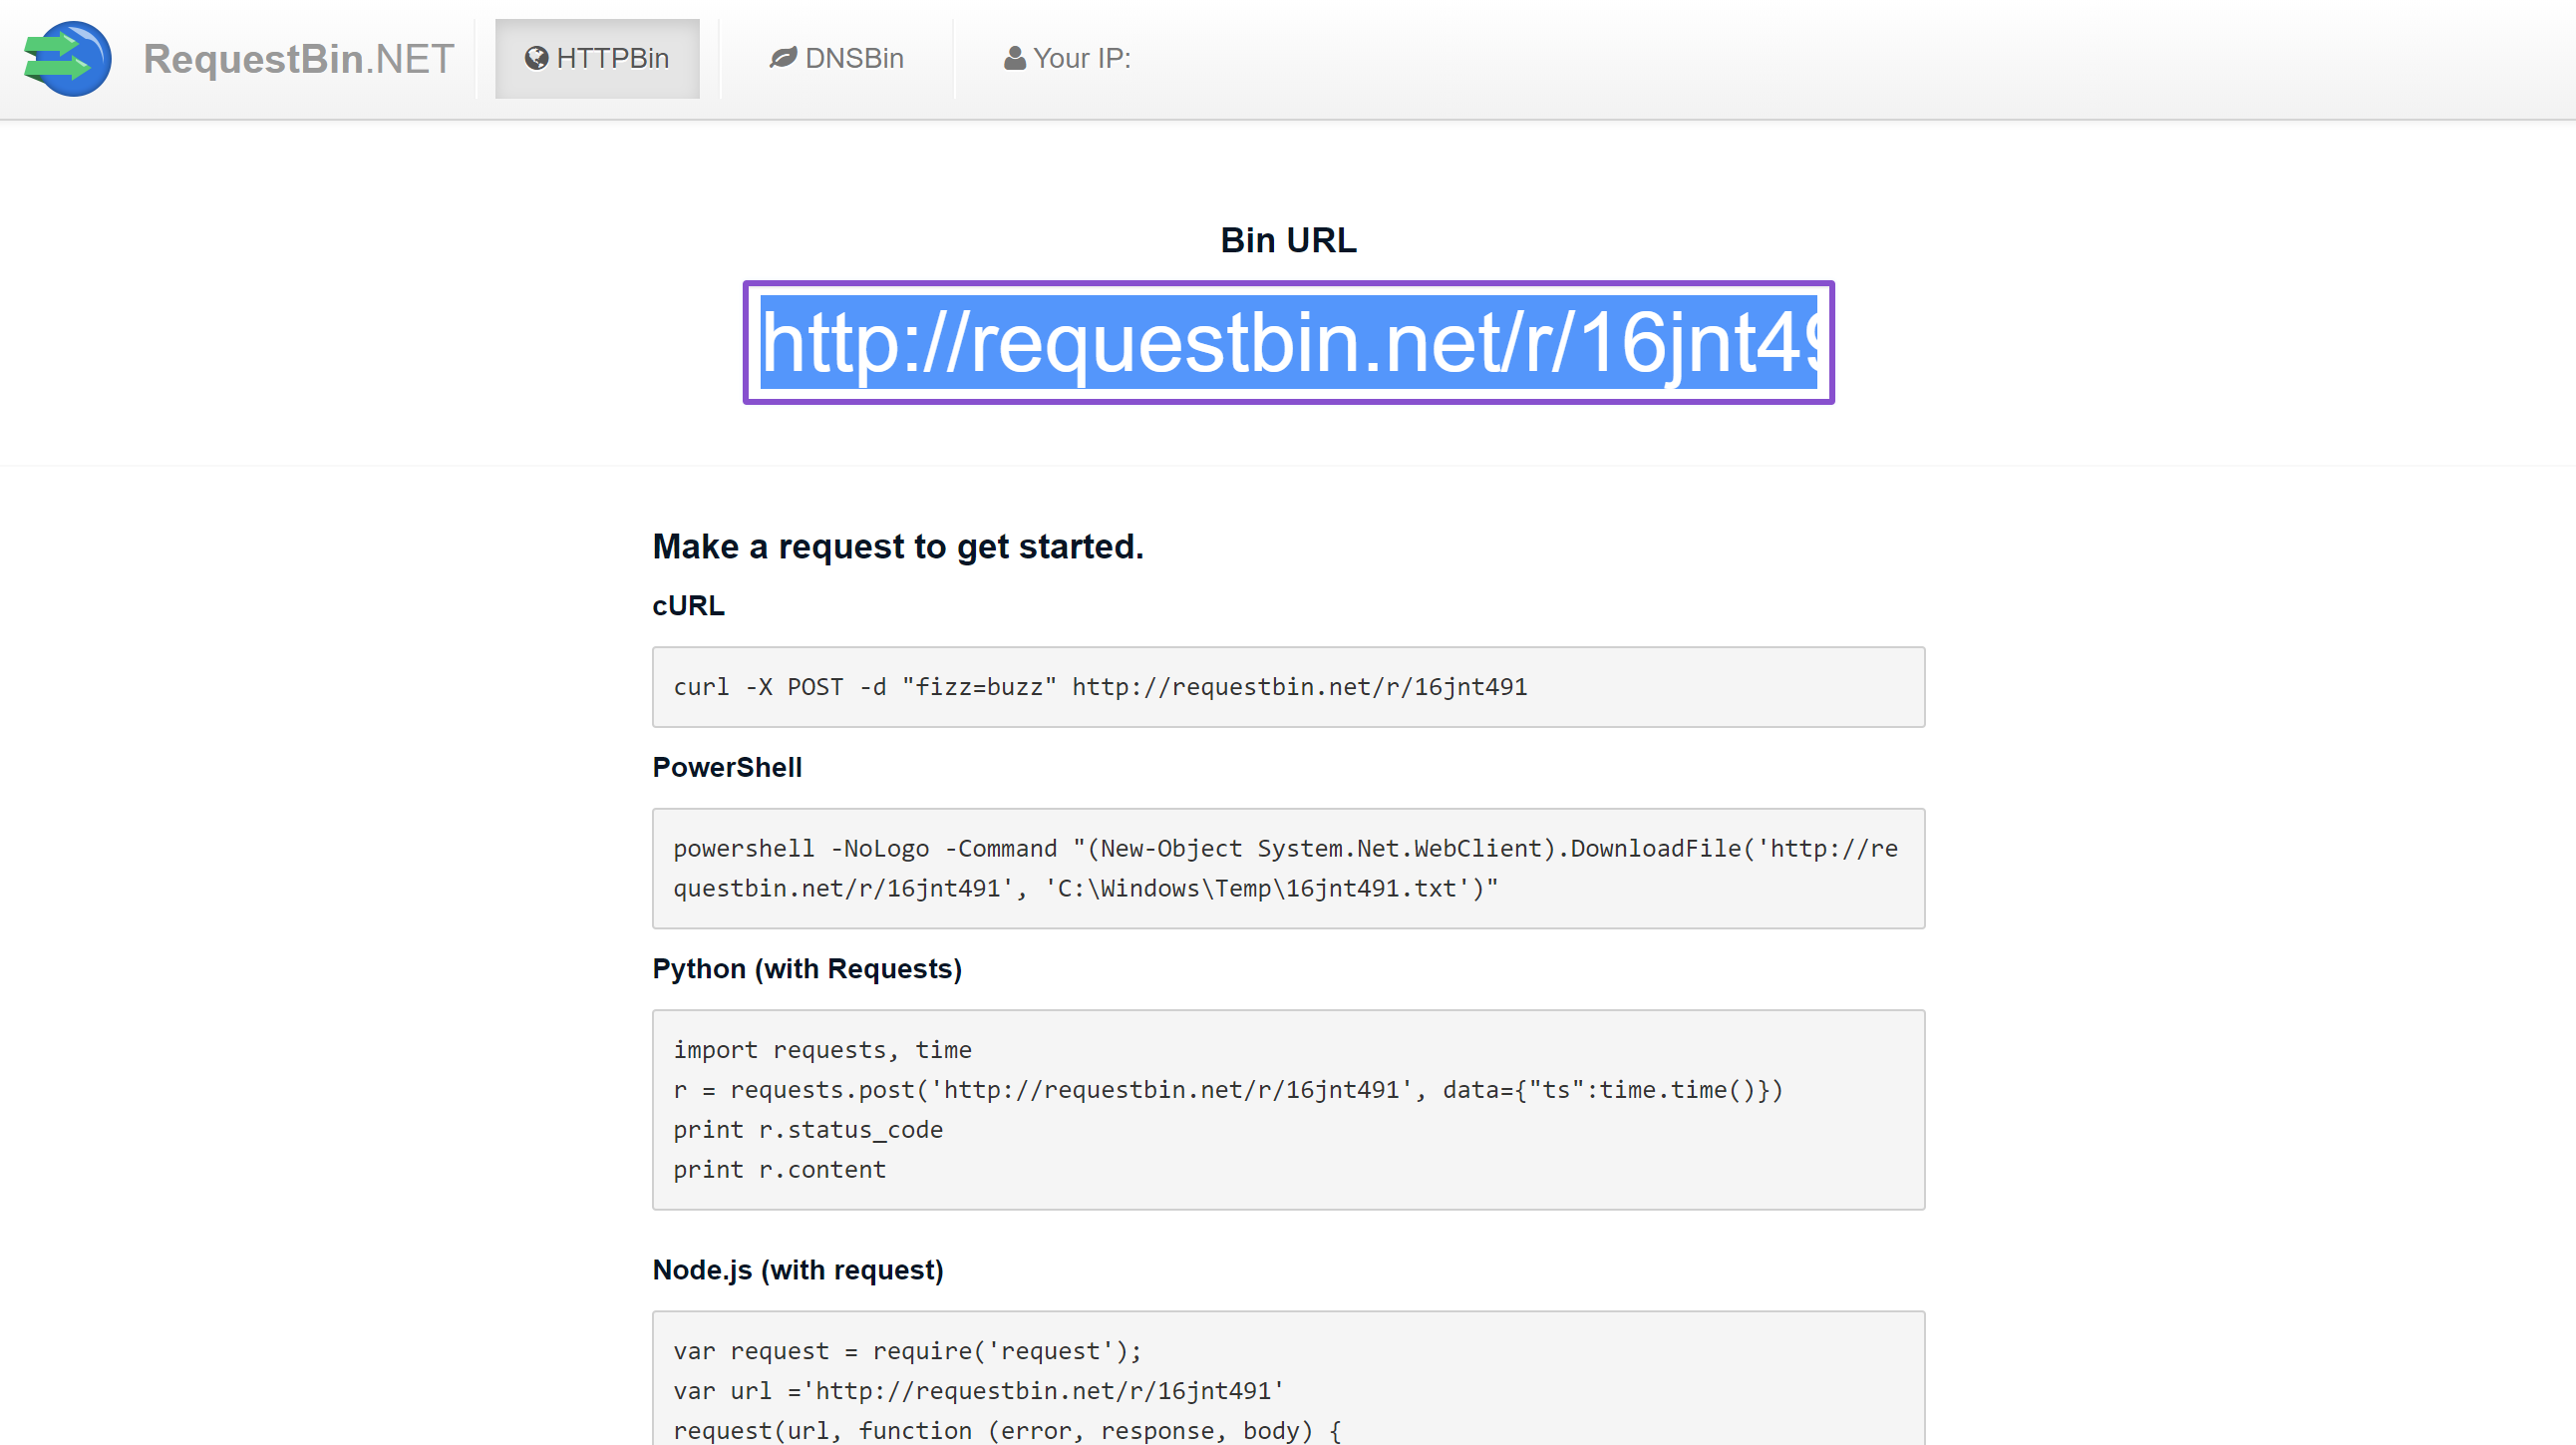 RequestBin.NET
HTTPBin
DNSBin
Your IP:
Bin URL
http://requestbin.net/r/16jnt49
Make a request to get started.
cURL
curl -X POST -d "fizz=buzz" http://requestbin.net/r/16jnt491
PowerShell
powershell -NoLogo -Command "(New-Object System.Net.WebClient).DownloadFile('http://re
questbin.net/r/16jnt491', 'C:\Windows\Temp\16jnt491.txt')"
Python (with Requests)
import requests, time
r = requests.post('http://requestbin.net/r/16jnt491', data={"ts":time.time()})
print r.status_code
print r.content
Node.js (with request)
var request = require('request');
var url ='http://requestbin.net/r/16jnt491'
request(url, function (error, response, body) {